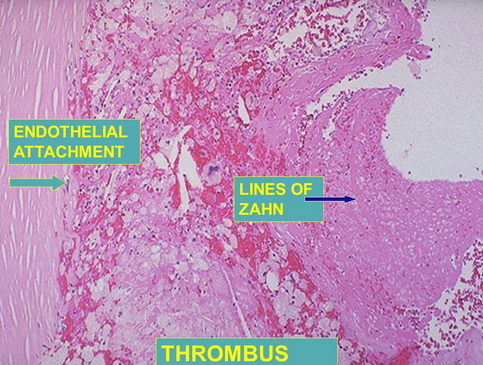 ENDOTHELIAL
ATTACHMENT
LINES OF
ZAHN
THROMBUS